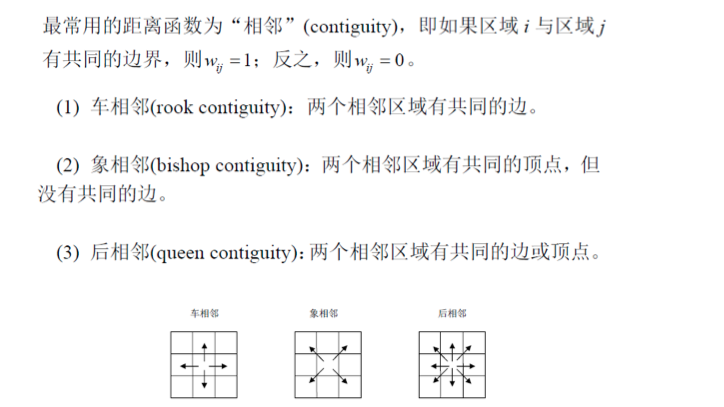 最常用的距离函数为“相邻”(contiguity)，即如果区域 i 与区域 j
有共同的边界，则 wij = 1；反之，则 wij = 0。
(1) 车相邻(rook contiguity)：两个相邻区域有共同的边。
(2) 象相邻(bishop contiguity)：两个相邻区域有共同的顶点，但
没有共同的边。
(3) 后相邻(queen contiguity)：两个相邻区域有共同的边或顶点。
车相邻 象相邻 后相邻